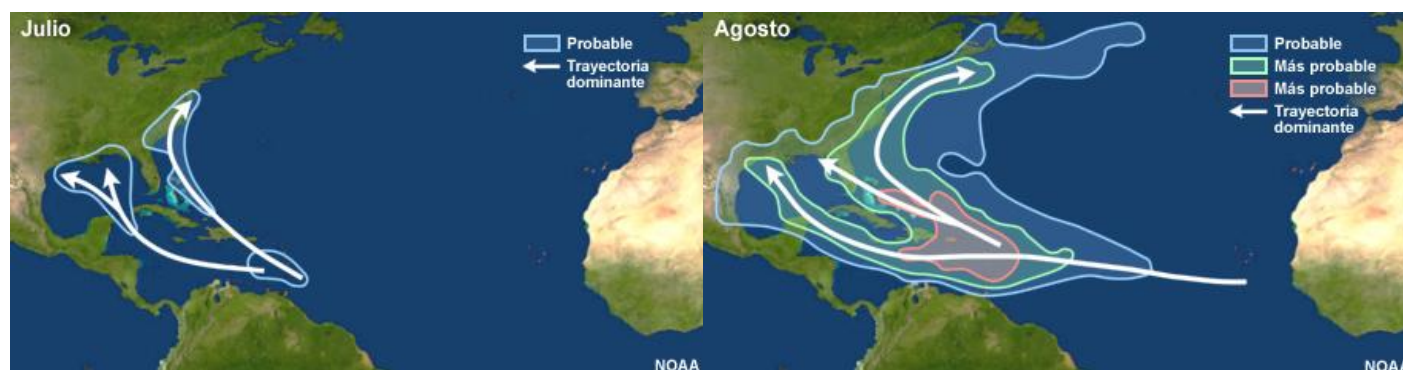 Julio
Probable
Trayectoria
dominante
NOAA
Agosto
Probable
Más probable
Más probable
Trayectoria
dominante
NOAA